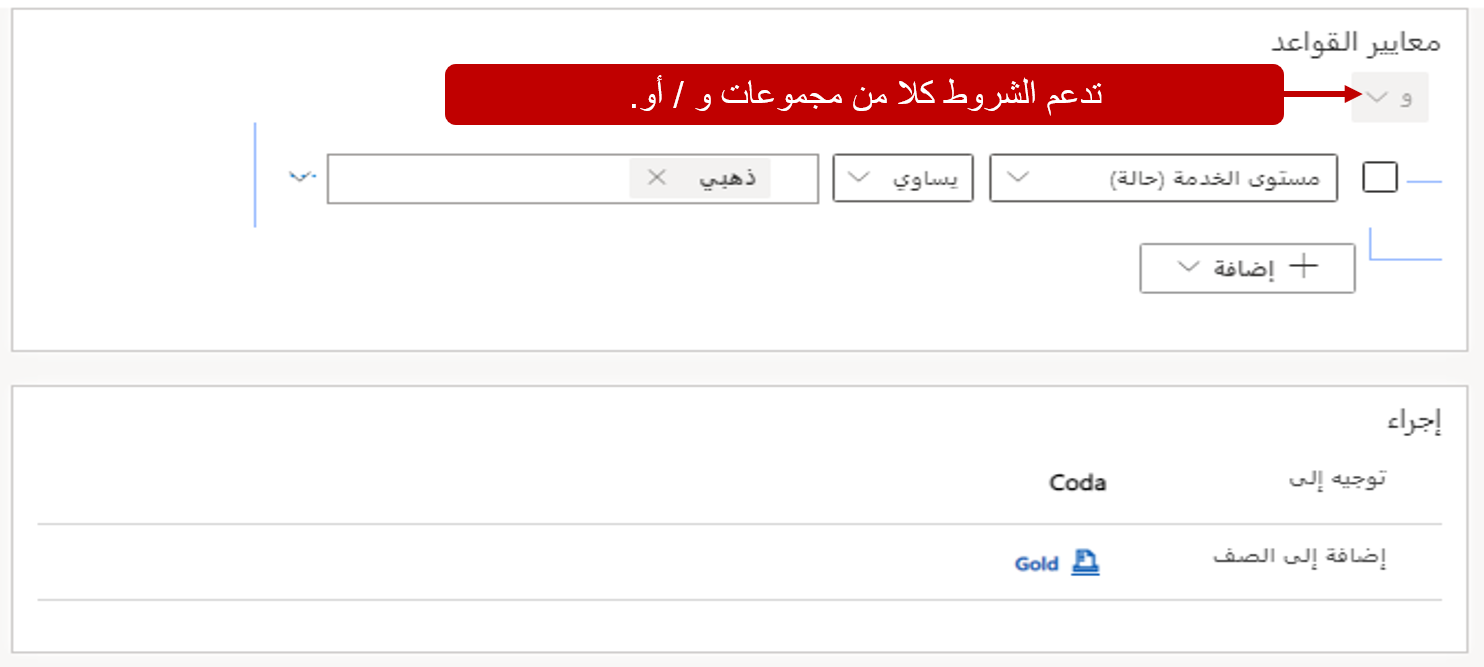 معايير القواعد
تدعم الشروط كلا من مجموعات و / أو.
و
مستوى الخدمة (حالة)
يساوي
ذهبي
إضافة
إجراء
توجيه إلى
Coda
إضافة إلى الصف
Gold